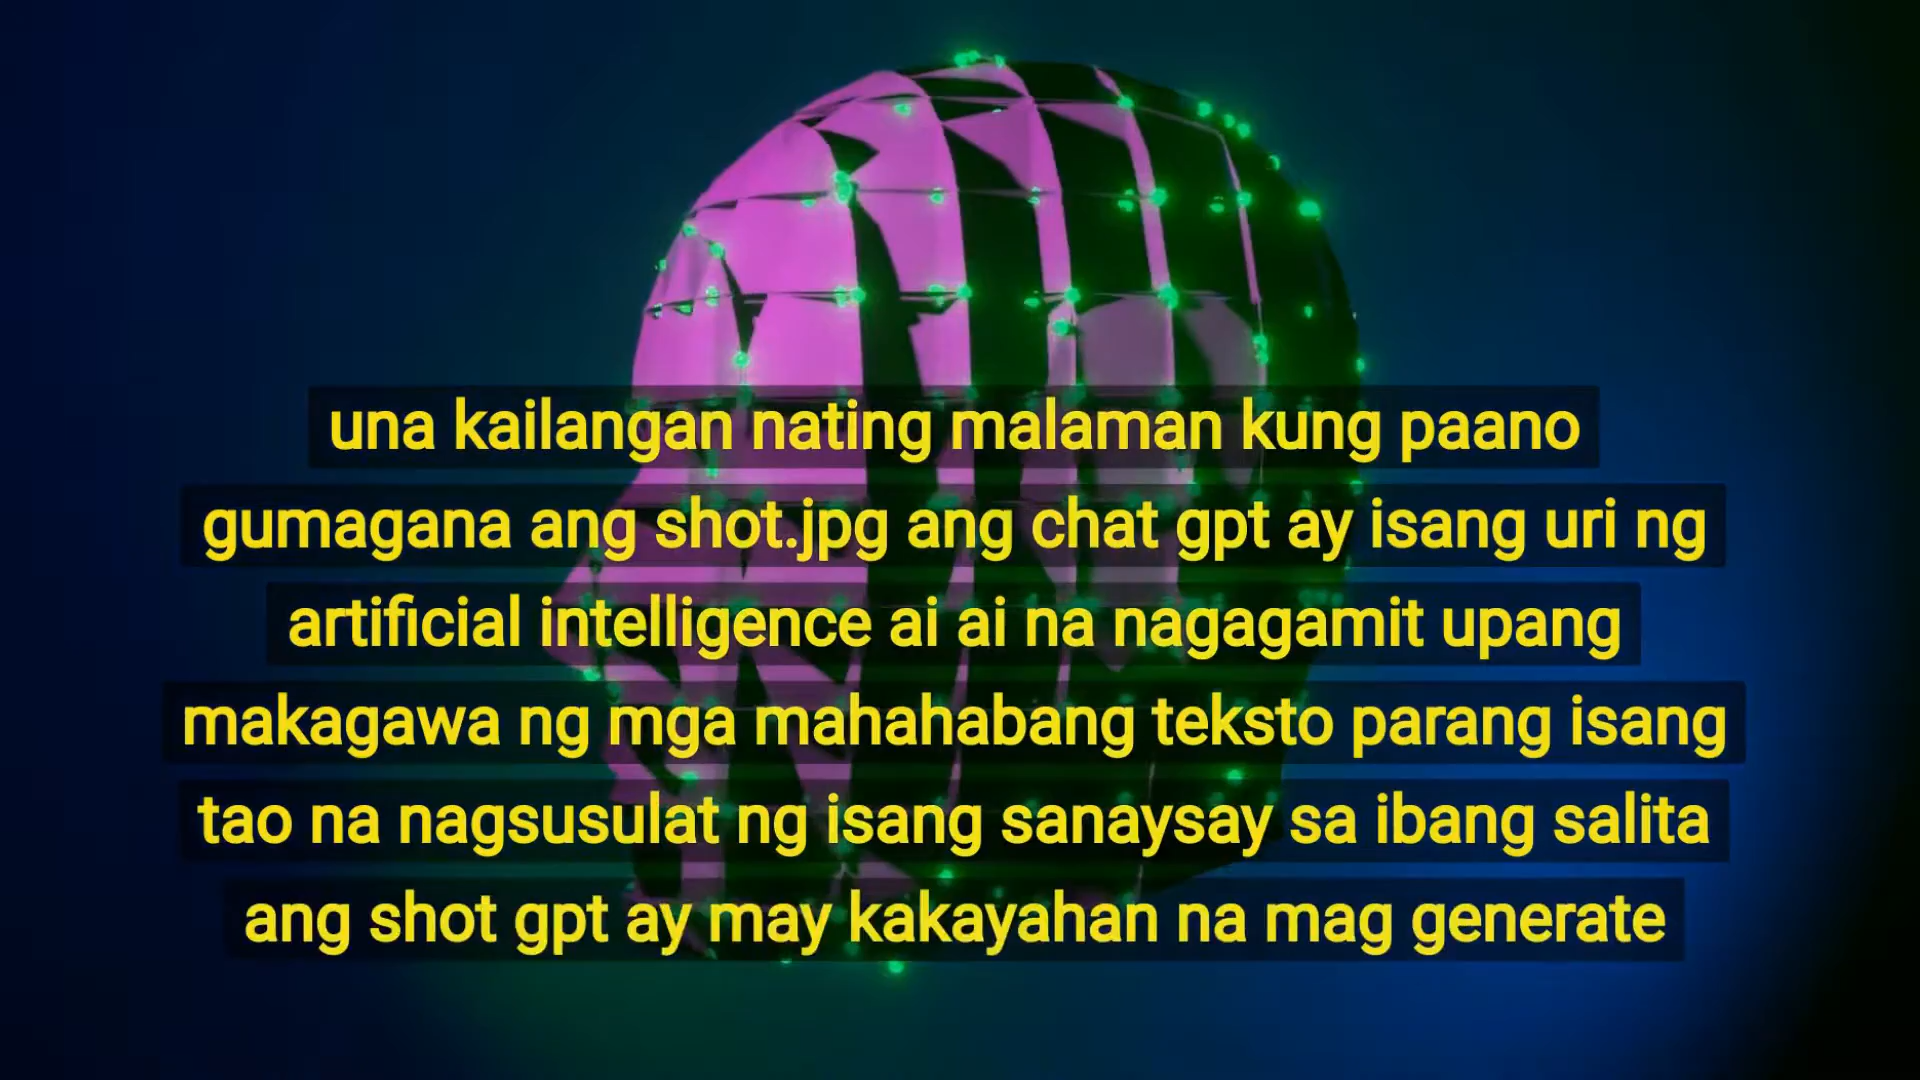 una kailangan nating malaman kung paano
gumagana ang shot.jpg ang chat gpt ay isang uri ng
artificial intelligence ai ai na nagagamit upang
makagawa ng mga mahahabang teksto parang isang
tao na nagsusulat ng isang sanaysay sa ibang salita
ang shot gpt ay may kakayahan na mag generate